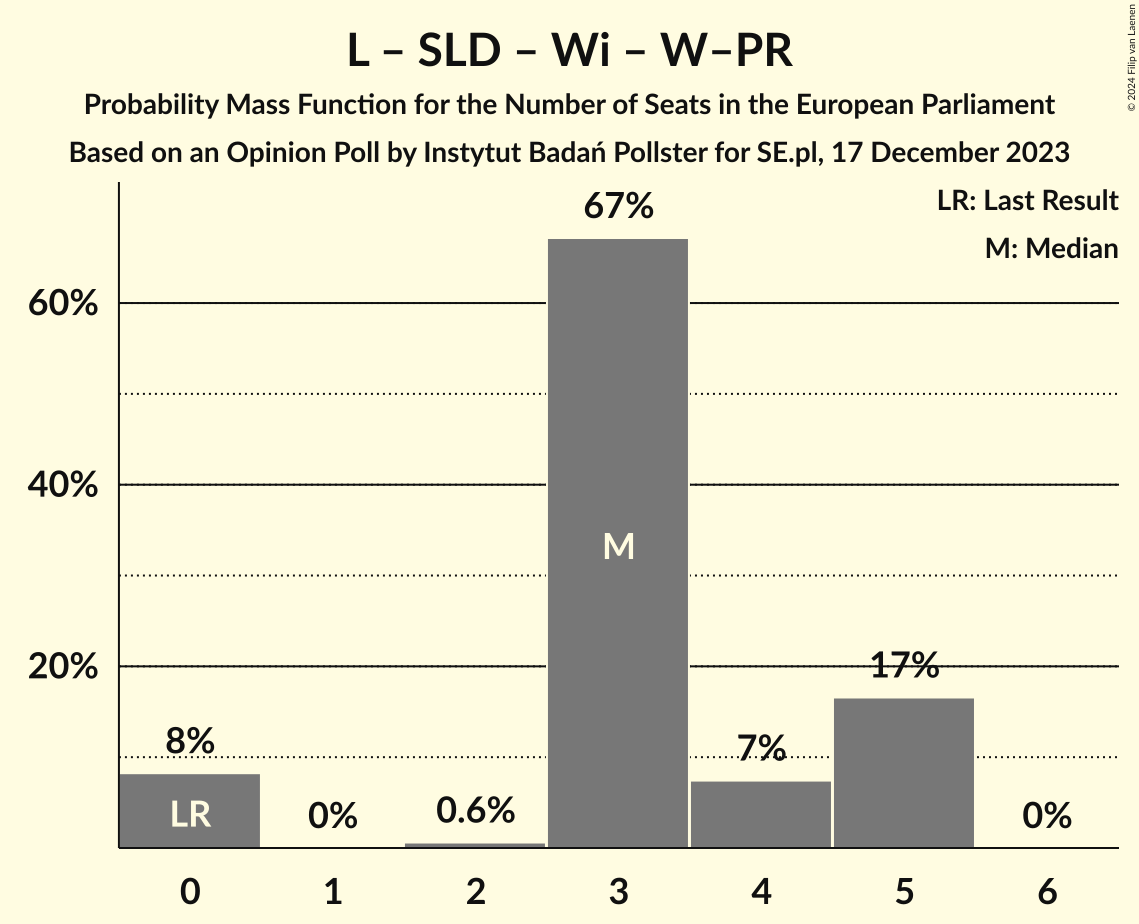 L – SLD – Wi – W–PR
Probability Mass Function for the Number of Seats in the European Parliament
Based on an Opinion Poll by Instytut Badań Pollster for SE.pl, 17 December 2023
© 2024 Filip van Laenen
LR: Last Result
M: Median
60%
40%
20%
8%
0%
0.6%
67%
7%
17%
0%
LR
M
0 1 2 3 4 5 6